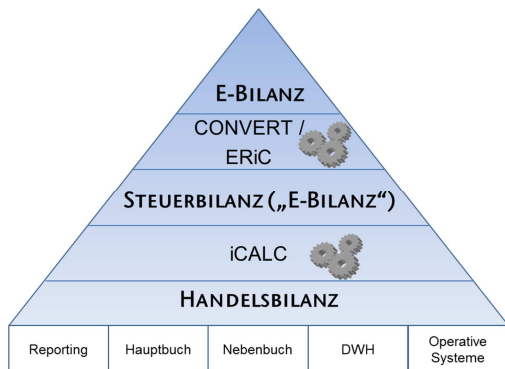 E-Bilanz
CONVERT /
ERiC
Steuerbilanz („E-Bilanz“)
iCALC
Handelsbilanz
Reporting
Hauptbuch
Nebenbuch
DWH
Operative
Systeme